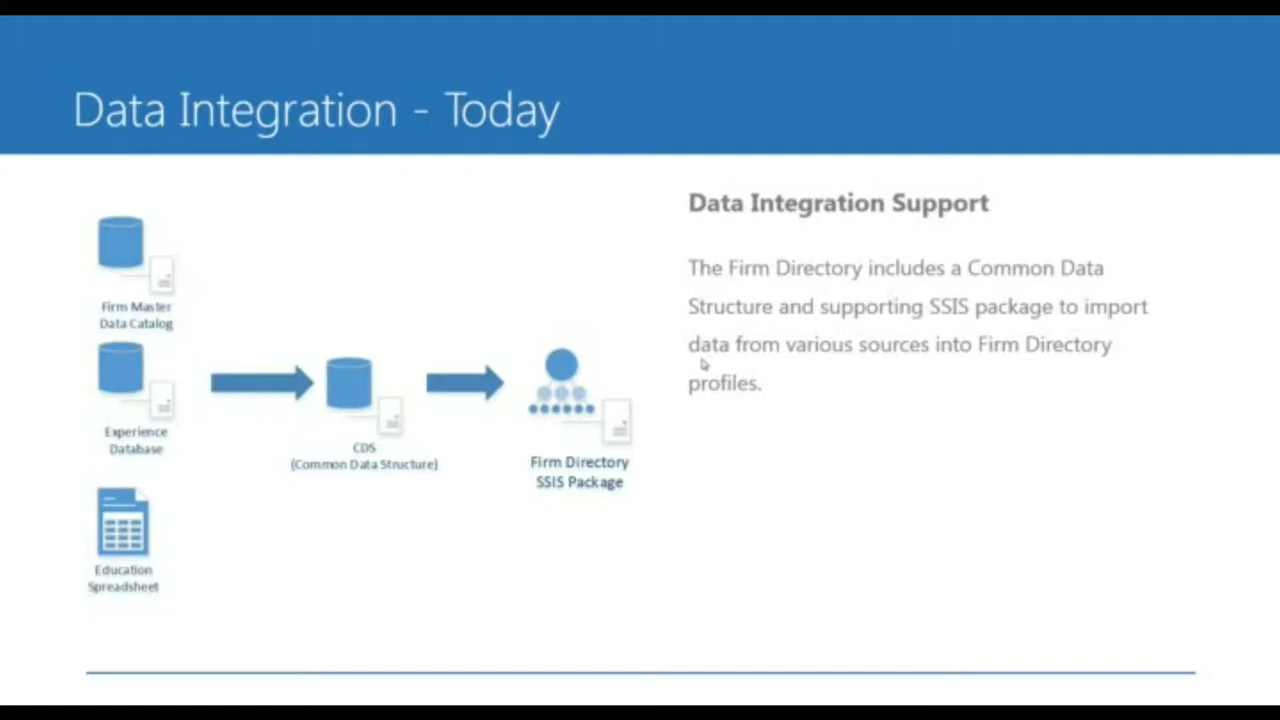 Data Integration - Today
Firm Master
Data Catalog
Experience
Database
Education
Spreadsheet
CDS
(Common Data Structure)
Firm Directory
SSIS Package
Data Integration Support
The Firm Directory includes a Common Data
Structure and supporting SSIS package to import
data from various sources into Firm Directory
profiles.